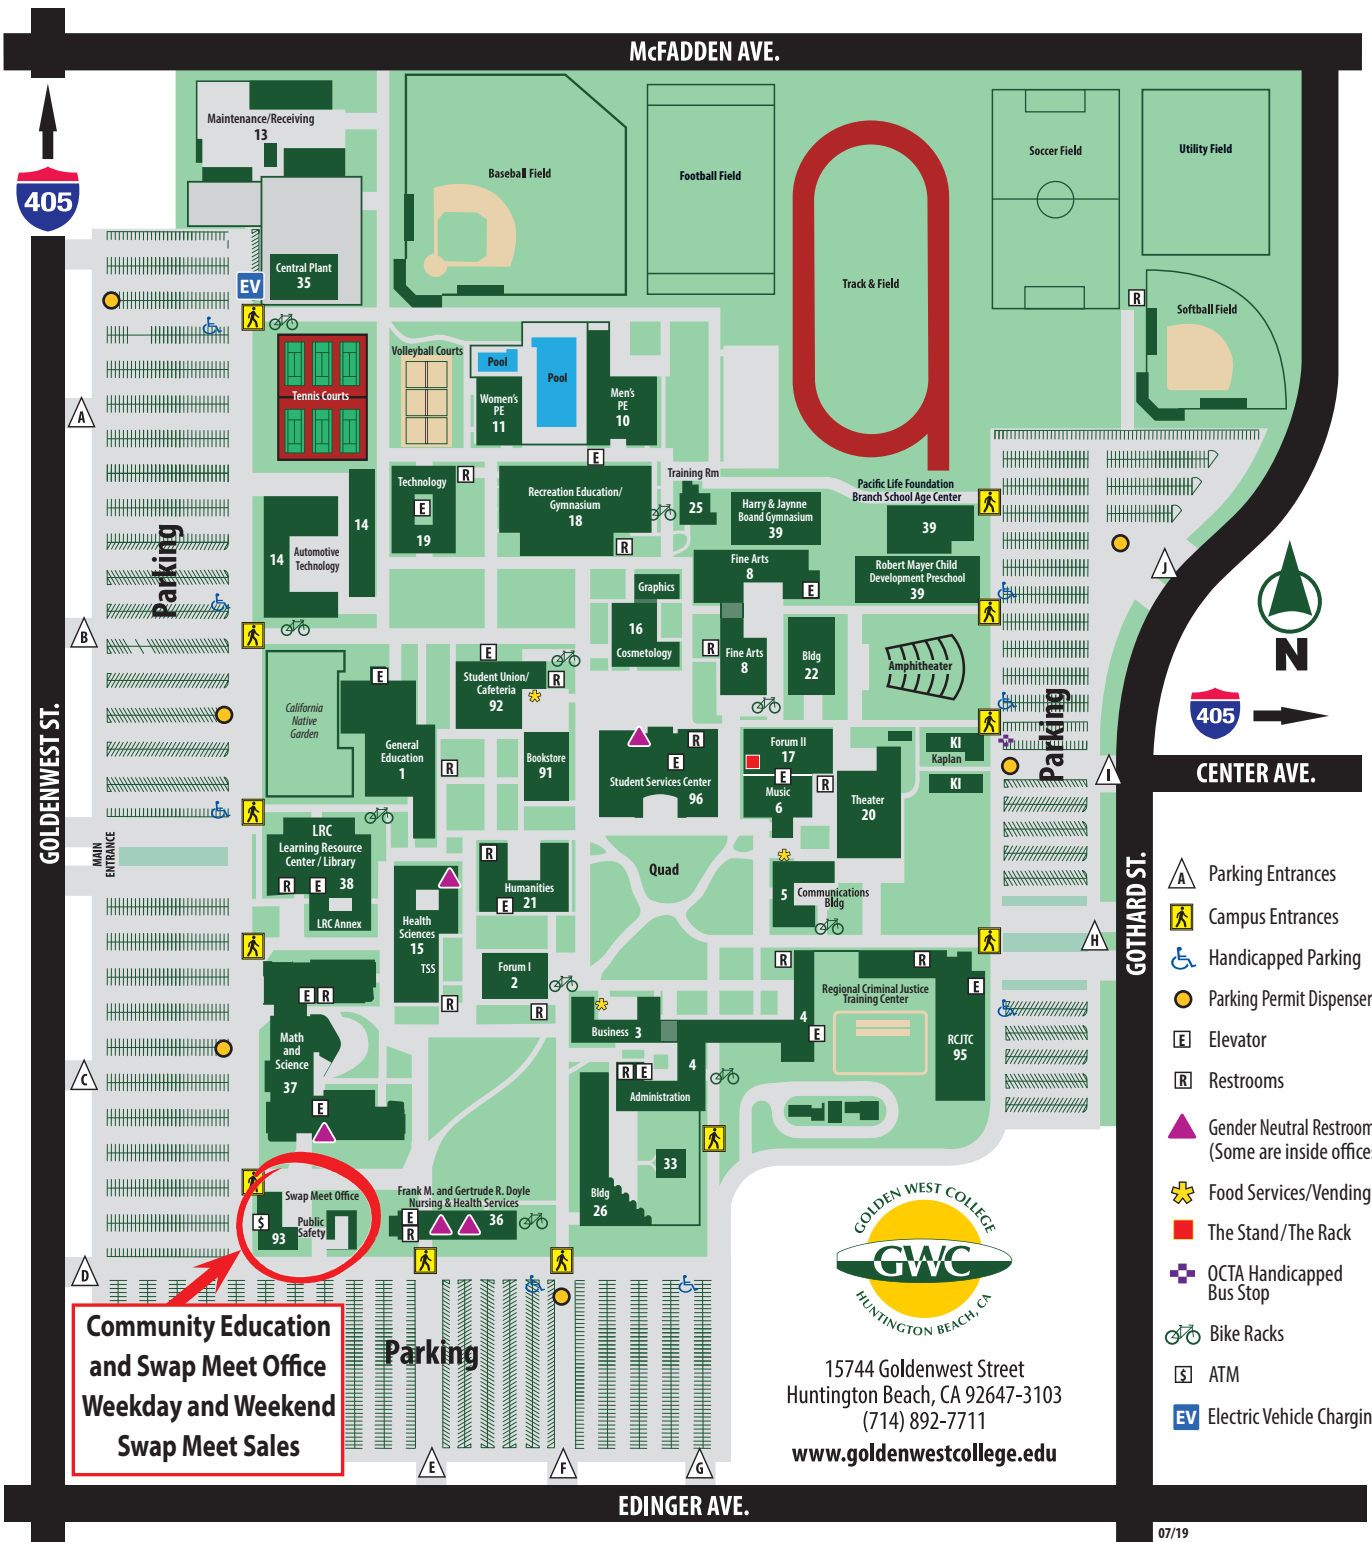 McFADDEN AVE.
405
Maintenance/Receiving
13
Baseball Field
Football Field
Soccer Field
Utility Field
Track & Field
Softball Field
R
Central Plant
35
EV
Tennis Courts
Volleyball Courts
Pool
Pool
Women's
PE
11
Men's
PE
10
A
Training Rm
25
Technology
E
19
R
E
Recreation Education/
Gymnasium
18
R
Harry & Jaynne
Boand Gymnasium
39
Pacific Life Foundation
Branch School Age Center
39
Robert Mayer Child
Development Preschool
39
14
14
Automotive
Technology
Parking
Fine Arts
8
E
Graphics
16
Cosmetology
R
Fine Arts
8
Bldg
22
Amphitheater
J
N
405
B
California
Native
Garden
E
General
Education
1
R
E
Student Union/
Cafeteria
92
R
Bookstore
91
R
E
Student Services Center
96
Forum II
17
E
Music
6
R
Theater
20
KI
Kaplan
KI
Parking
I
CENTER AVE.
GOLDENWEST ST.
MAIN
ENTRANCE
LRC
Learning Resource
Center / Library
R
E
38
LRC Annex
Health
Sciences
15
TSS
R
R
Humanities
E
21
Quad
5
Communications
Bldg
GOTHARD ST.
H
Forum I
2
R
E
R
Math
and
Science
37
E
C
Business 3
4
4
R
E
Administration
R
R
Regional Criminal Justice
Training Center
E
E
RCJTC
95
33
Bldg
26
Swap Meet Office
Public
Safety
$
93
Frank M. and Gertrude R. Doyle
Nursing & Health Services
E
R
36
D
Community Education
and Swap Meet Office
Weekday and Weekend
Swap Meet Sales
Parking
E
F
G
GOLDEN WEST COLLEGE
GWC
HUNTINGTON BEACH, CA
15744 Goldenwest Street
Huntington Beach, CA 92647-3103
(714) 892-7711
www.goldenwestcollege.edu
A Parking Entrances
Campus Entrances
Handicapped Parking
Parking Permit Dispenser
E Elevator
R Restrooms
Gender Neutral Restroom
(Some are inside office
Food Services/Vending
The Stand/The Rack
OCTA Handicapped
Bus Stop
Bike Racks
$ ATM
EV Electric Vehicle Chargin
EDINGER AVE.
07/19